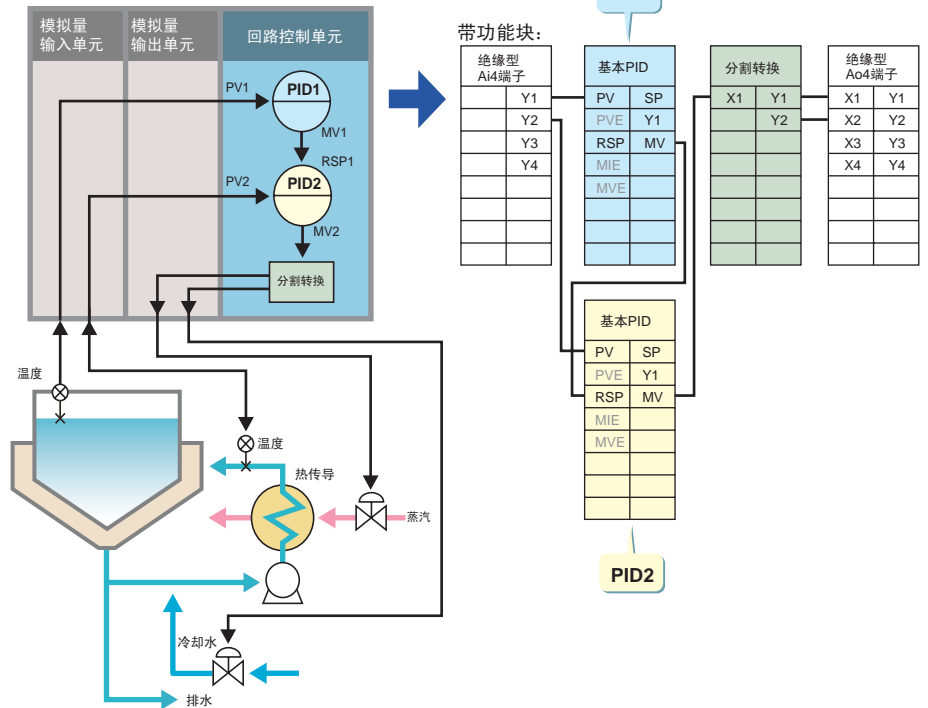 模拟量
输入单元
模拟量
输出单元
回路控制单元
PV1
PID1
MV1
RSP1
PV2
PID2
MV2
分割转换
温度
温度
热传导
蒸汽
冷却水
排水
带功能块:
绝缘型
Ai4端子
Y1
Y2
Y3
Y4
基本PID
PV SP
PVE Y1
RSP MV
MIE
MVE
分割转换
X1 Y1
Y2
绝缘型
Ao4端子
X1 Y1
X2 Y2
X3 Y3
X4 Y4
基本PID
PV SP
PVE Y1
RSP MV
MIE
MVE
PID2